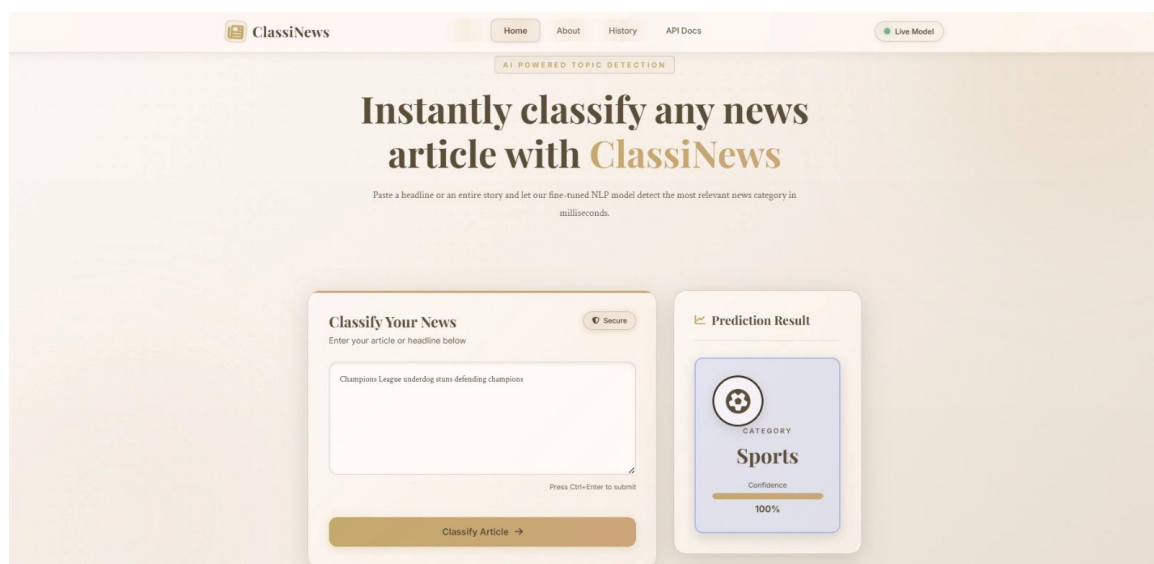 ClassiNews
Home About History API Docs
Live Model
AI POWERED TOPIC DETECTION
Instantly classify any news
article with ClassiNews
Paste a headline or an entire story and let our fine-tuned NLP model detect the most relevant news category in
milliseconds.
Classify Your News
Secure
Enter your article or headline below
Champions League underdog stuns defending champions
Press Ctrl+Enter to submit
Classify Article →
Prediction Result
CATEGORY
Sports
Confidence
100%